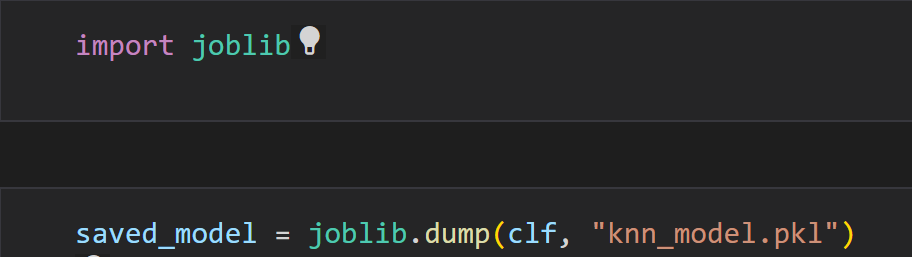 import joblib
saved_model = joblib.dump(clf, "knn_model.pkl")